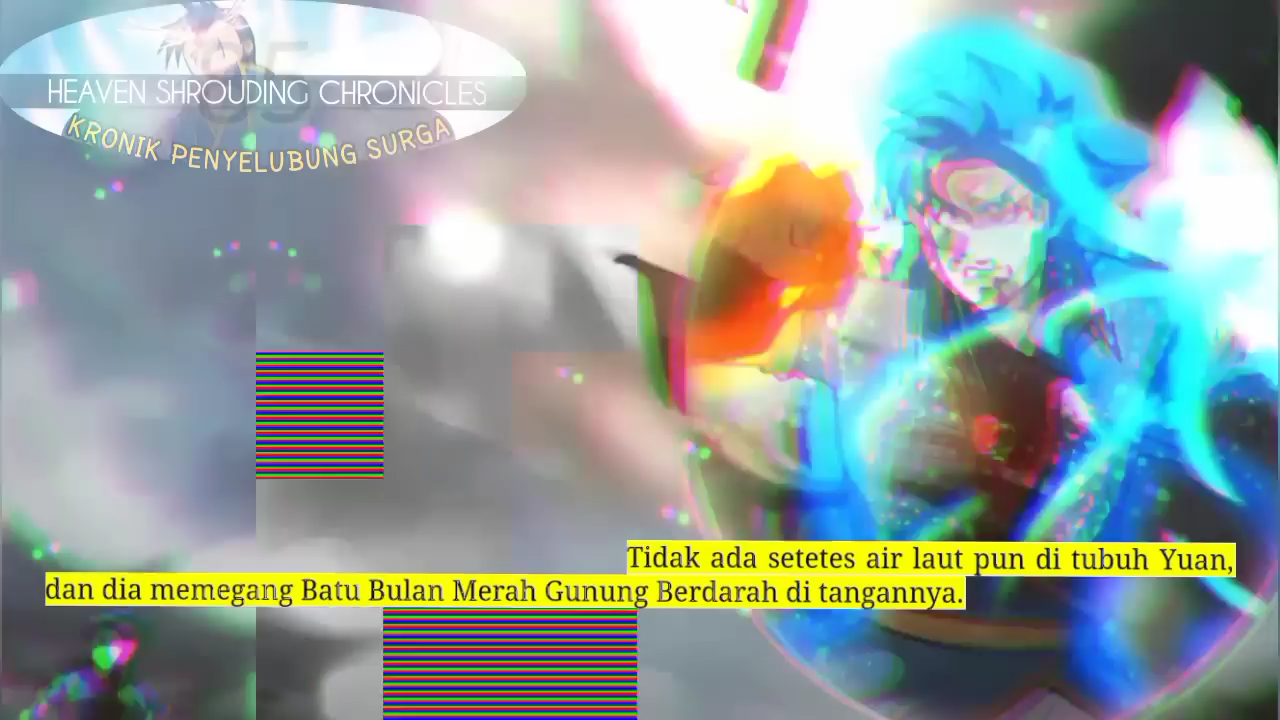 HEAVEN SHROUDING CHRONICLES
KRONIK PENYELUBUNG SURGA
Tidak ada setetes air laut pun di tubuh Yuan,
dan dia memegang Batu Bulan Merah Gunung Berdarah di tangannya.